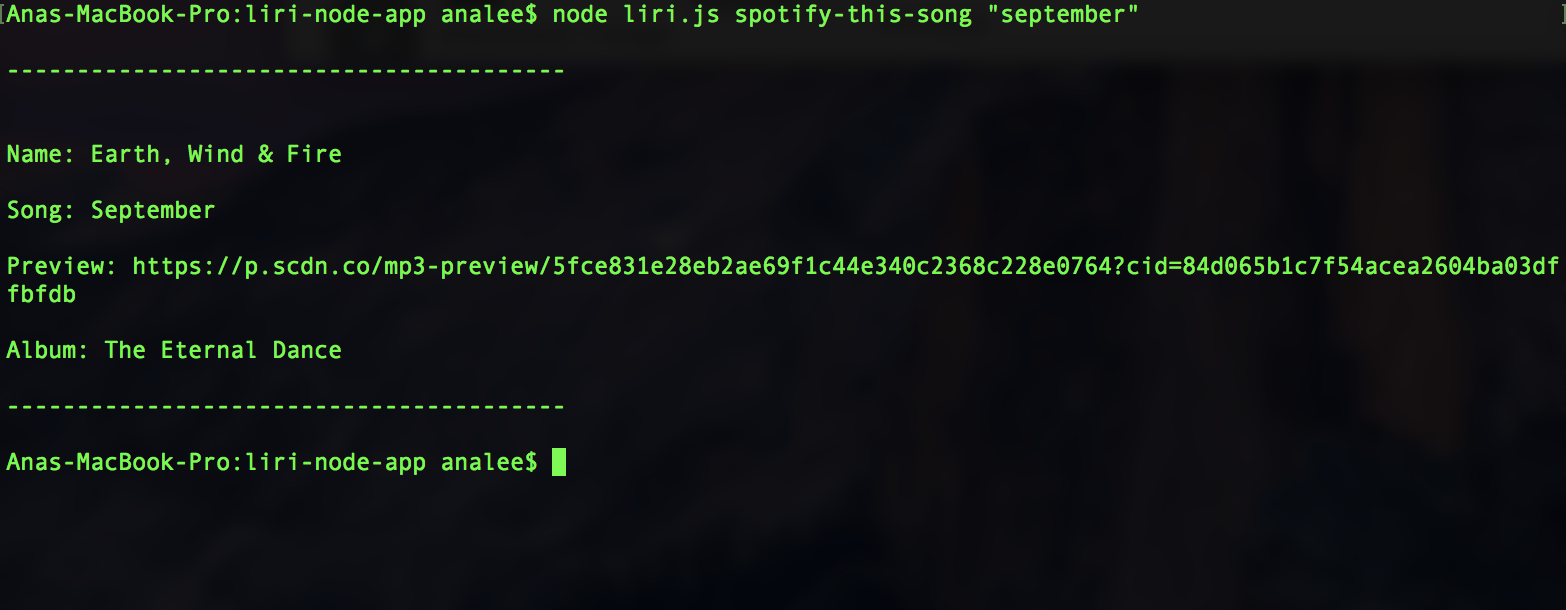 [Anas-MacBook-Pro:liri-node-app analee$ node liri.js spotify-this-song "september" ]
----------------------------------------
Name: Earth, Wind & Fire
Song: September
Preview: https://p.scdn.co/mp3-preview/5fce831e28eb2ae69f1c44e340c2368c228e0764?cid=84d065b1c7f54acea2604ba03df
fbfdb
Album: The Eternal Dance
----------------------------------------
Anas-MacBook-Pro:liri-node-app analee$